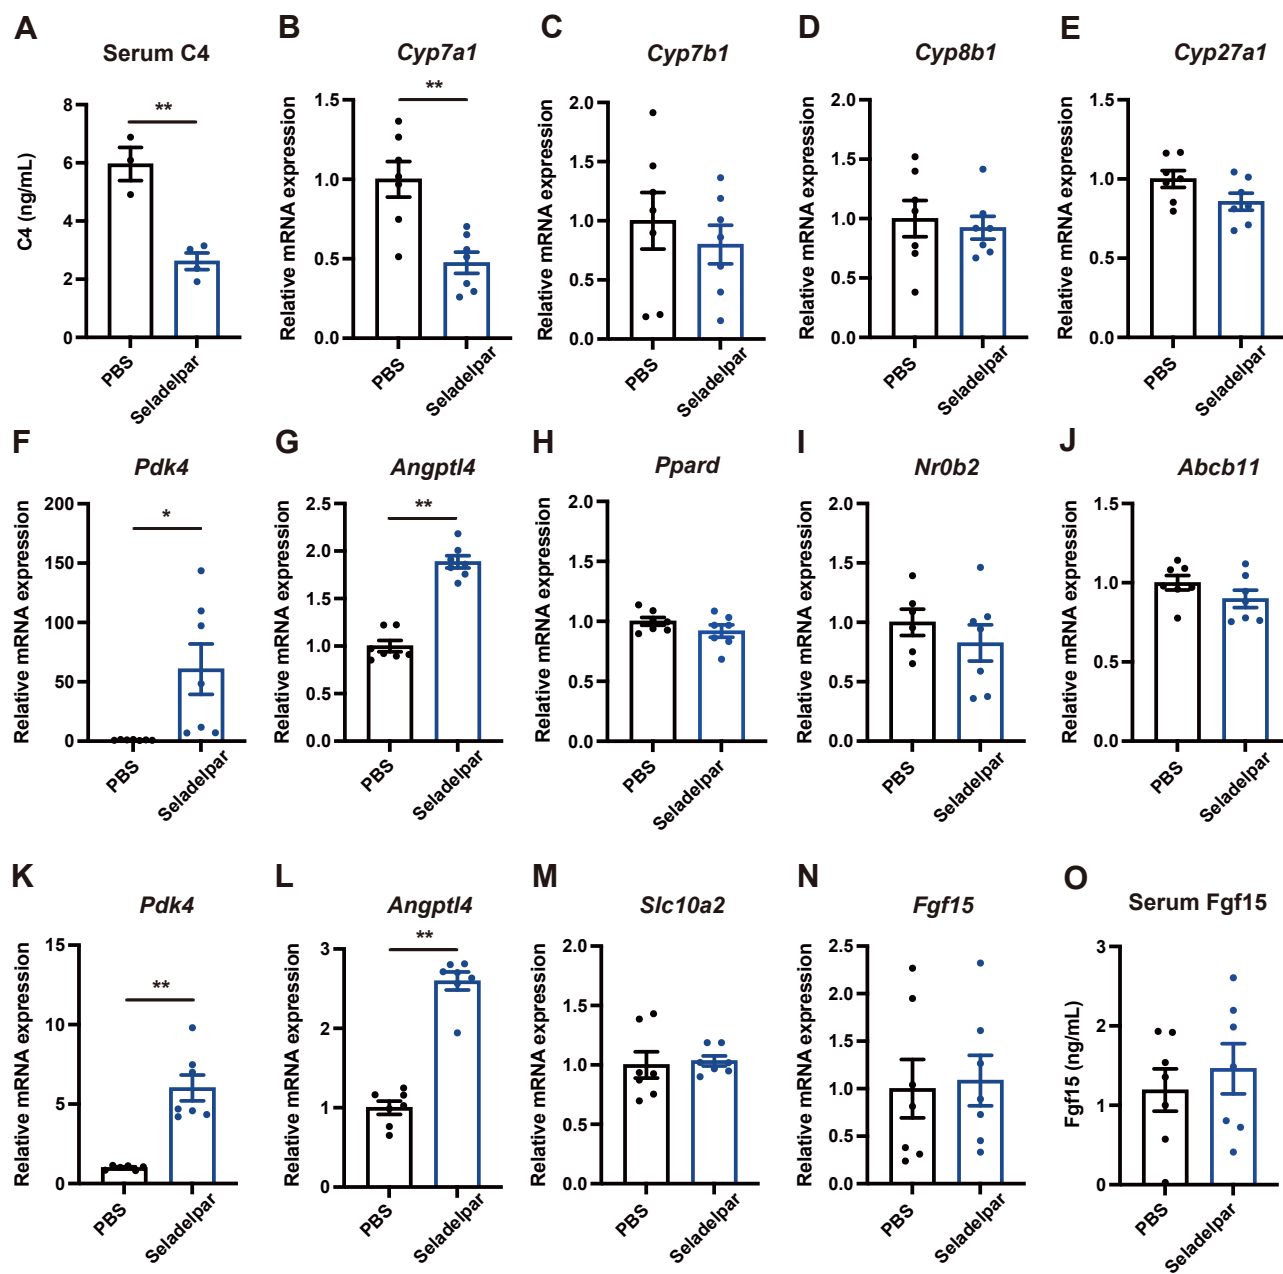 A
Serum C4
C4 (ng/mL)
8
6
4
2
0
**
PBS
Seladelpar
B
Cyp7a1
Relative mRNA expression
1.5
1.0
0.5
0.0
**
PBS
Seladelpar
C
Cyp7b1
Relative mRNA expression
2.0
1.5
1.0
0.5
0.0
PBS
Seladelpar
D
Cyp8b1
Relative mRNA expression
2.0
1.5
1.0
0.5
0.0
PBS
Seladelpar
E
Cyp27a1
Relative mRNA expression
1.5
1.0
0.5
0.0
PBS
Seladelpar
F
Pdk4
Relative mRNA expression
200
150
100
50
0
*
PBS
Seladelpar
G
Angptl4
Relative mRNA expression
2.5
2.0
1.5
1.0
0.5
0.0
**
PBS
Seladelpar
H
Ppard
Relative mRNA expression
2.0
1.5
1.0
0.5
0.0
PBS
Seladelpar
I
Nr0b2
Relative mRNA expression
2.0
1.5
1.0
0.5
0.0
PBS
Seladelpar
J
Abcb11
Relative mRNA expression
1.5
1.0
0.5
0.0
PBS
Seladelpar
K
Pdk4
Relative mRNA expression
15
10
5
0
**
PBS
Seladelpar
L
Angptl4
Relative mRNA expression
3
2
1
0
**
PBS
Seladelpar
M
Slc10a2
Relative mRNA expression
2.0
1.5
1.0
0.5
0.0
PBS
Seladelpar
N
Fgf15
Relative mRNA expression
2.5
2.0
1.5
1.0
0.5
0.0
PBS
Seladelpar
O
Serum Fgf15
Fgf15 (ng/mL)
3
2
1
0
PBS
Seladelpar